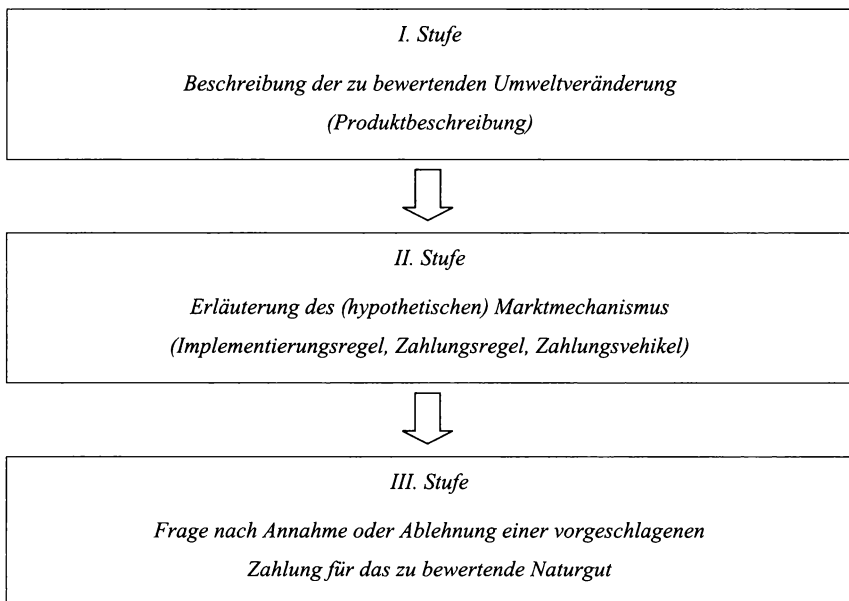 I. Stufe
Beschreibung der zu bewertenden Umweltveränderung
(Produktbeschreibung)
II. Stufe
Erläuterung des (hypothetischen) Marktmechanismus
(Implementierungsregel, Zahlungsregel, Zahlungsvehikel)
III. Stufe
Frage nach Annahme oder Ablehnung einer vorgeschlagenen
Zahlung für das zu bewertende Naturgut